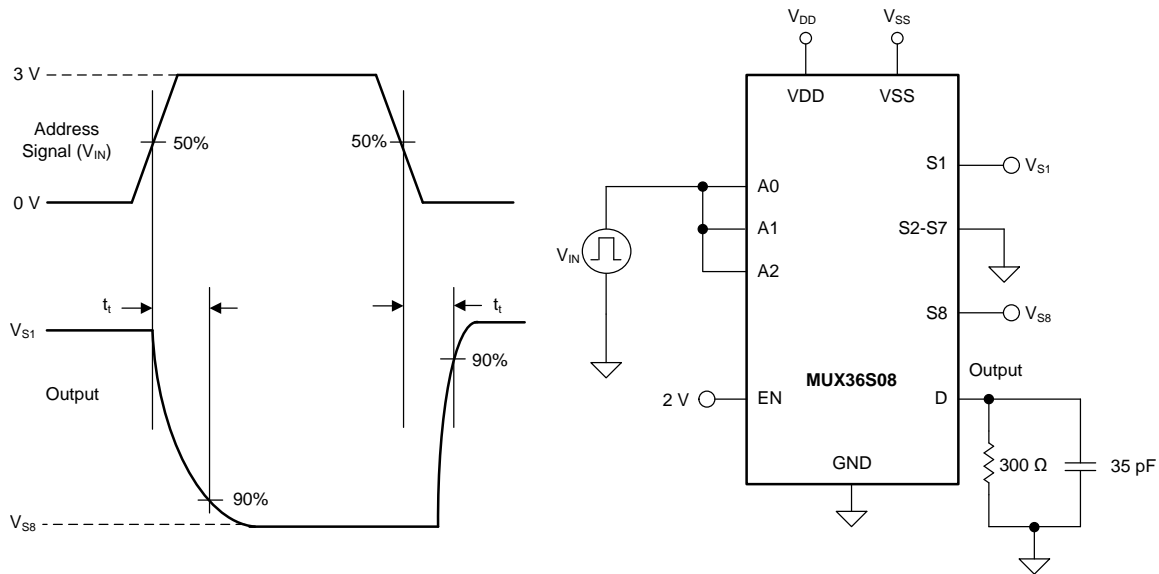 3 V
Address
Signal (VIN)
50%
50%
0 V
tt
tt
VS1
90%
Output
90%
VS8
VDD
VSS
VDD
VSS
S1
VS1
A0
A1
S2-S7
VIN
A2
S8
VS8
MUX36S08
Output
2 V
EN
D
GND
300 Ω
35 pF